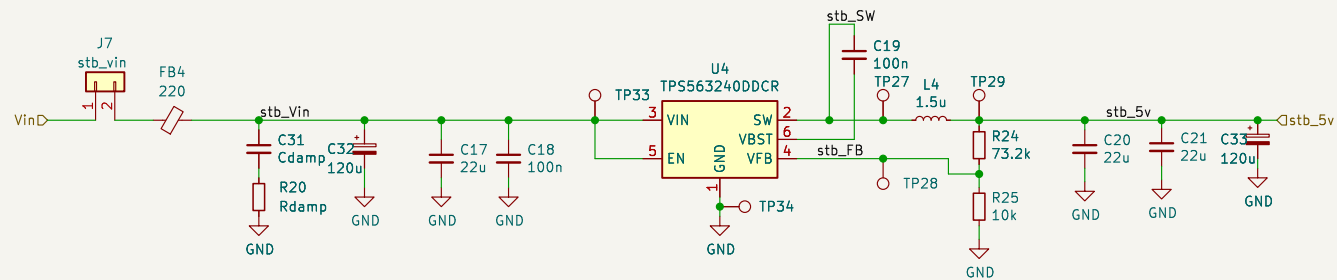 stb_SW
J7
stb_vin
FB4
220
1
2
Vin
stb_Vin
C31
Cdamp
R20
Rdamp
GND
C32
120u
GND
C17
22u
GND
C18
100n
GND
TP33
U4
TPS563240DDCR
3
VIN
5
EN
SW
2
VBST
6
VFB
4
GND
1
TP34
GND
C19
100n
TP27
stb_FB
TP28
L4
1.5u
TP29
R24
73.2k
R25
10k
GND
stb_5v
C20
22u
GND
C21
22u
GND
C33
120u
GND
stb_5v